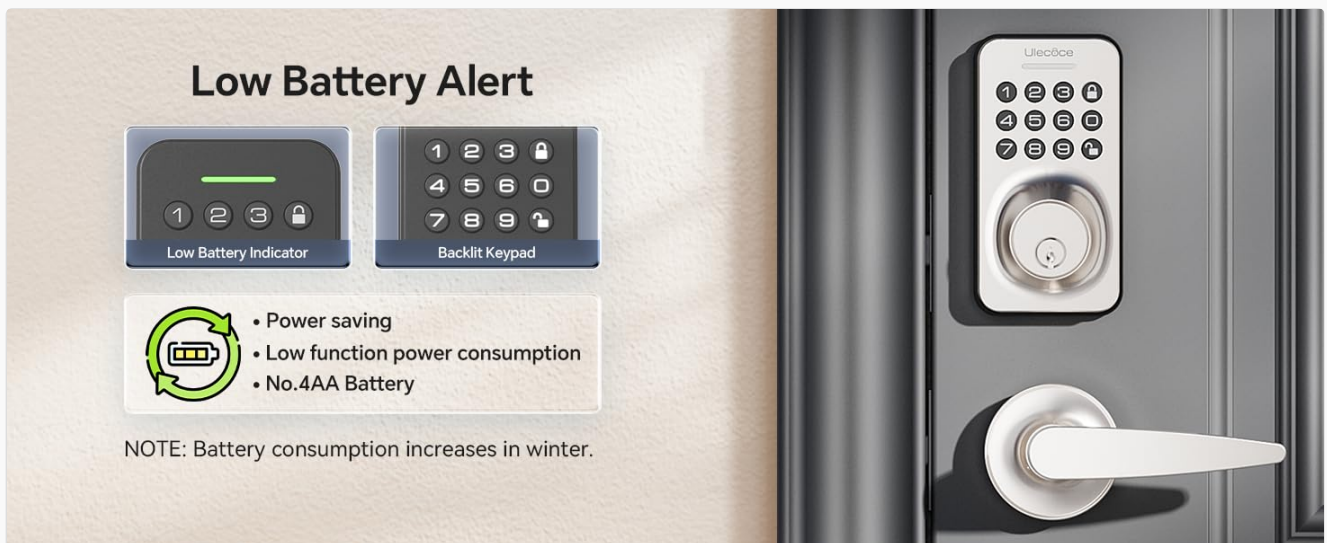 Low Battery Alert
1 2 3
Low Battery Indicator
1 2 3
4 5 6 0
7 8 9
Backlit Keypad
• Power saving
• Low function power consumption
• No.4AA Battery
NOTE: Battery consumption increases in winter.
Ulecöce
1 2 3
4 5 6 0
7 8 9